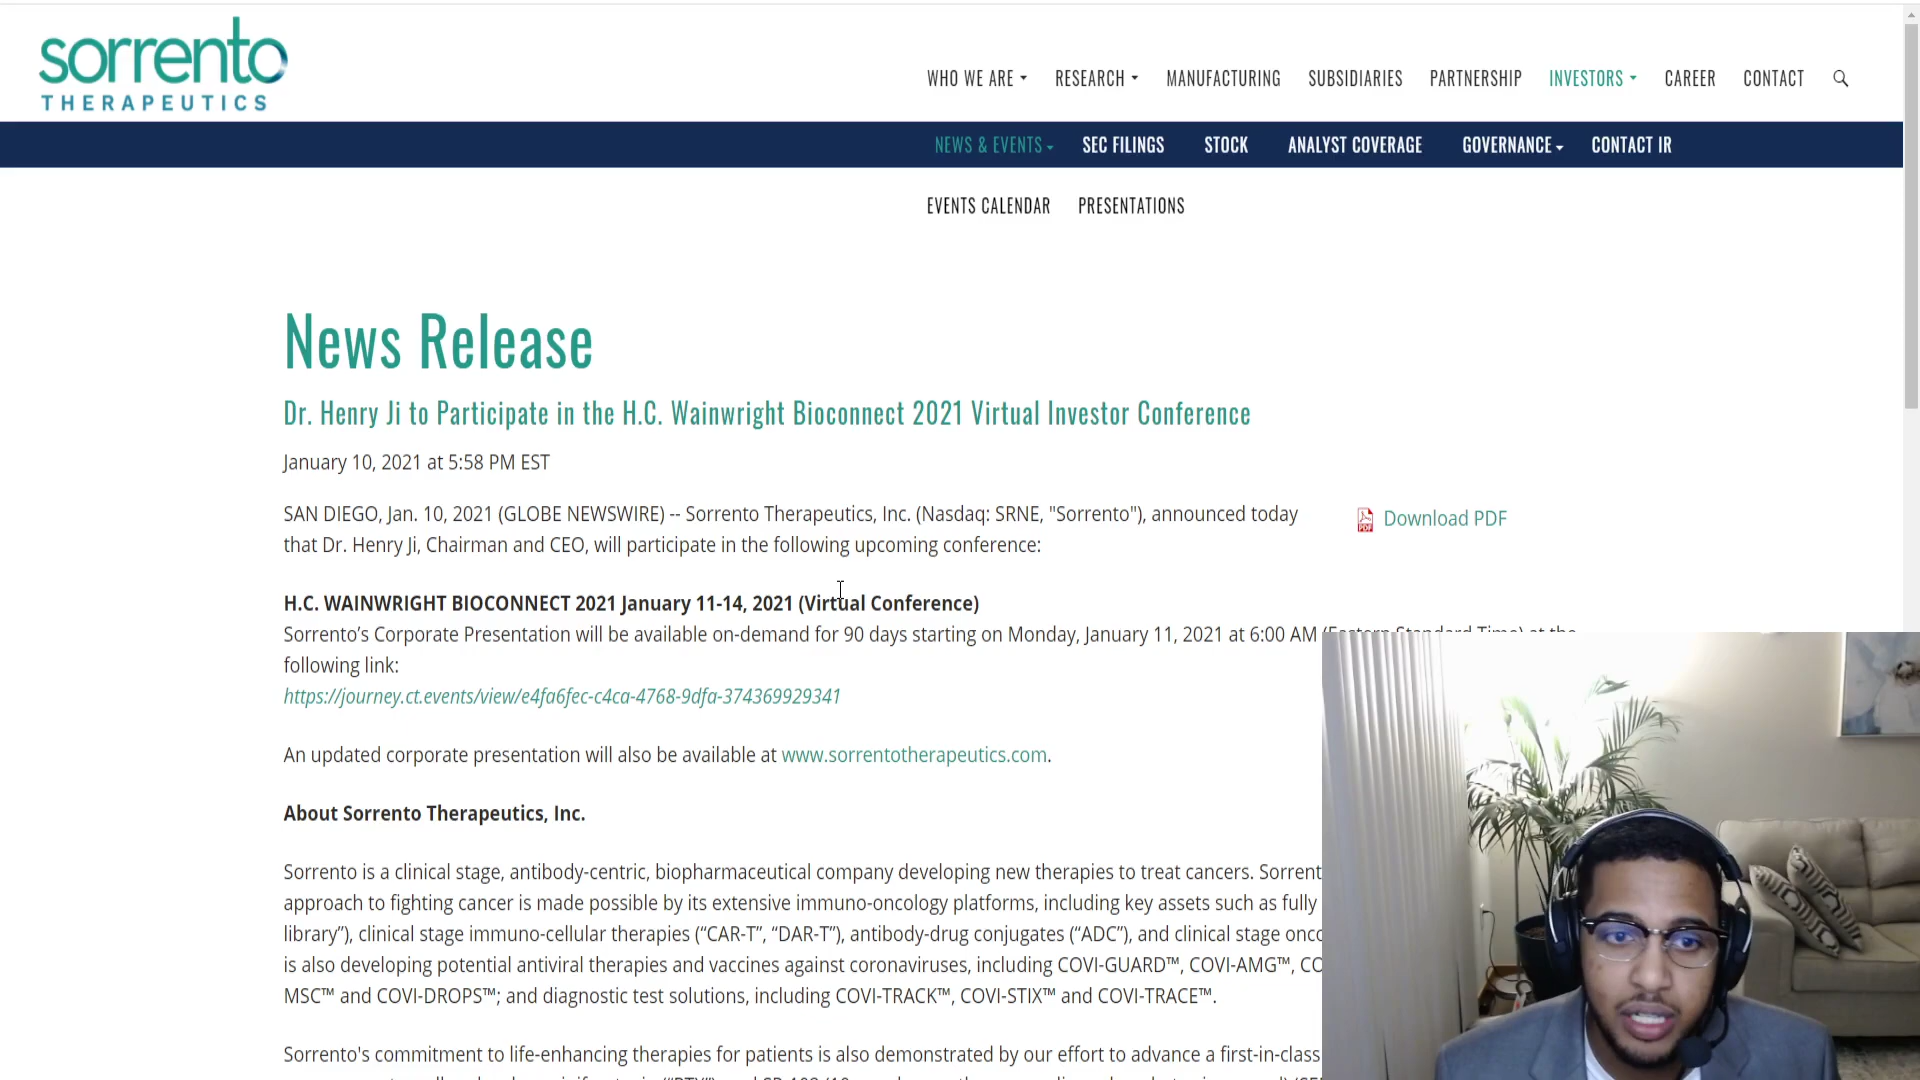 sorrento
THERAPEUTICS
WHO WE ARE RESEARCH MANUFACTURING SUBSIDIARIES PARTNERSHIP INVESTORS CAREER CONTACT
NEWS & EVENTS SEC FILINGS STOCK ANALYST COVERAGE GOVERNANCE CONTACT IR
EVENTS CALENDAR PRESENTATIONS
News Release
Dr. Henry Ji to Participate in the H.C. Wainwright Bioconnect 2021 Virtual Investor Conference
January 10, 2021 at 5:58 PM EST
SAN DIEGO, Jan. 10, 2021 (GLOBE NEWSWIRE) -- Sorrento Therapeutics, Inc. (Nasdaq: SRNE, "Sorrento"), announced today
that Dr. Henry Ji, Chairman and CEO, will participate in the following upcoming conference:
Download PDF
H.C. WAINWRIGHT BIOCONNECT 2021 January 11-14, 2021 (Virtual Conference)
Sorrento’s Corporate Presentation will be available on-demand for 90 days starting on Monday, January 11, 2021 at 6:00 AM (Eastern Standard Time) at the
following link:
https://journey.ct.events/view/e4fa6fec-c4ca-4768-9dfa-374369929341
An updated corporate presentation will also be available at www.sorrentotherapeutics.com.
About Sorrento Therapeutics, Inc.
Sorrento is a clinical stage, antibody-centric, biopharmaceutical company developing new therapies to treat cancers. Sorrent
approach to fighting cancer is made possible by its extensive immuno-oncology platforms, including key assets such as fully
library”), clinical stage immuno-cellular therapies (“CAR-T”, “DAR-T”), antibody-drug conjugates (“ADC”), and clinical stage onco
is also developing potential antiviral therapies and vaccines against coronaviruses, including COVI-GUARD™, COVI-AMG™, CO
MSC™ and COVI-DROPS™; and diagnostic test solutions, including COVI-TRACK™, COVI-STIX™ and COVI-TRACE™.
Sorrento's commitment to life-enhancing therapies for patients is also demonstrated by our effort to advance a first-in-class